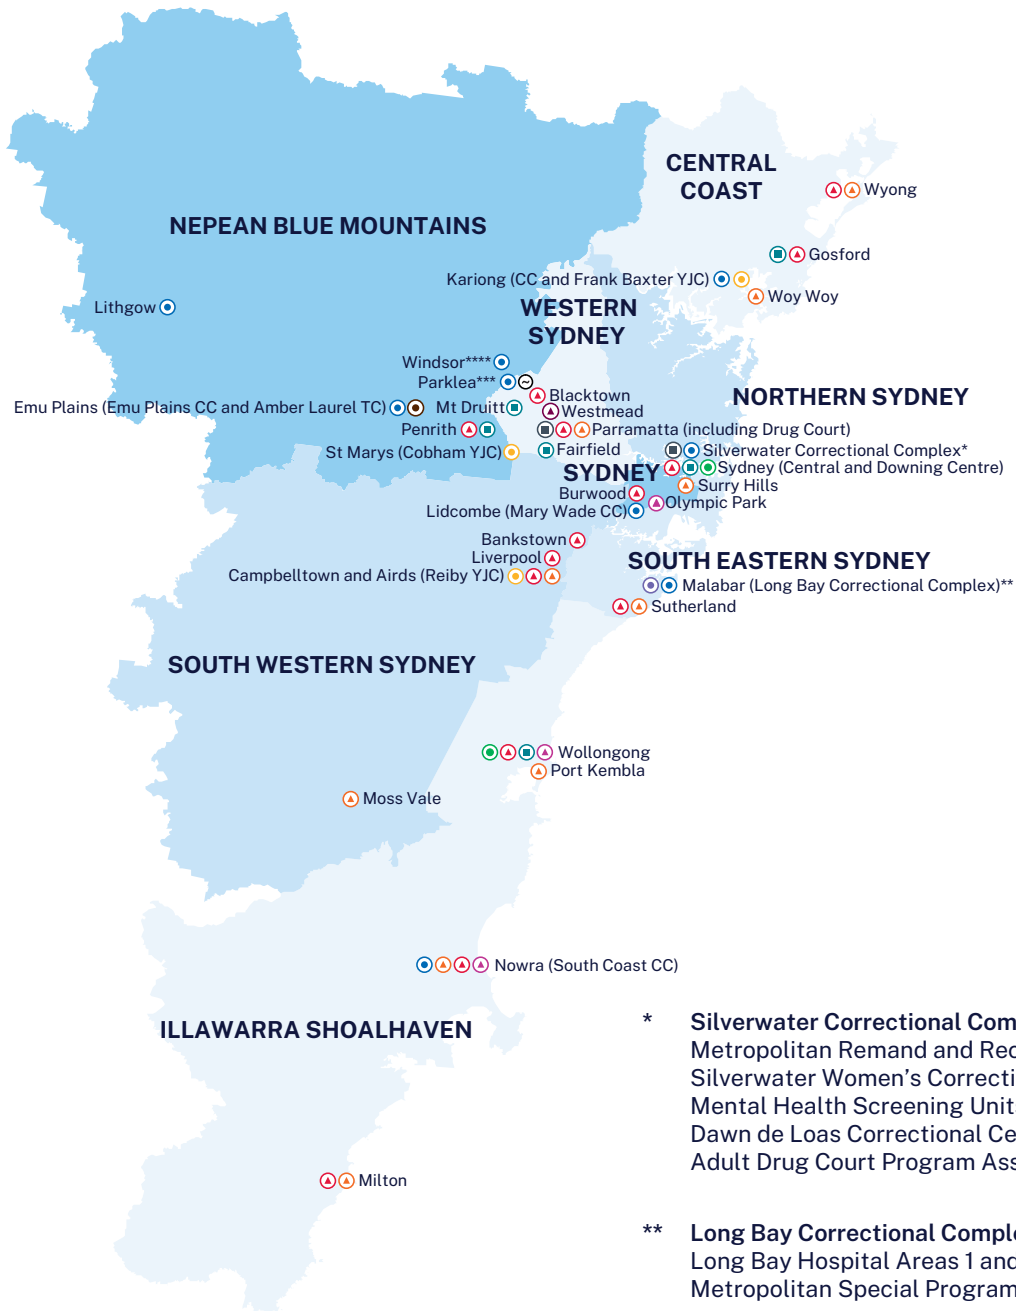 CENTRAL
COAST
Wyong
NEPEAN BLUE MOUNTAINS
Gosford
Kariong (CC and Frank Baxter YJC)
Woy Woy
Lithgow
WESTERN
SYDNEY
Windsor****
Parklea***
Blacktown
NORTHERN SYDNEY
Emu Plains (Emu Plains CC and Amber Laurel TC)
Mt Druitt
Westmead
Penrith
Parramatta (including Drug Court)
St Marys (Cobham YJC)
Fairfield
Silverwater Correctional Complex*
SYDNEY
Sydney (Central and Downing Centre)
Surry Hills
Burwood
Olympic Park
Lidcombe (Mary Wade CC)
Bankstown
Liverpool
SOUTH EASTERN SYDNEY
Campbelltown and Airds (Reiby YJC)
Malabar (Long Bay Correctional Complex)**
Sutherland
SOUTH WESTERN SYDNEY
Wollongong
Port Kembla
Moss Vale
Nowra (South Coast CC)
ILLAWARRA SHOALHAVEN
Milton
* Silverwater Correctional Com
Metropolitan Remand and Rec
Silverwater Women's Correcti
Mental Health Screening Unit
Dawn de Loas Correctional Ce
Adult Drug Court Program Ass
** Long Bay Correctional Comple
Long Bay Hospital Areas 1 and
Metropolitan Special Program